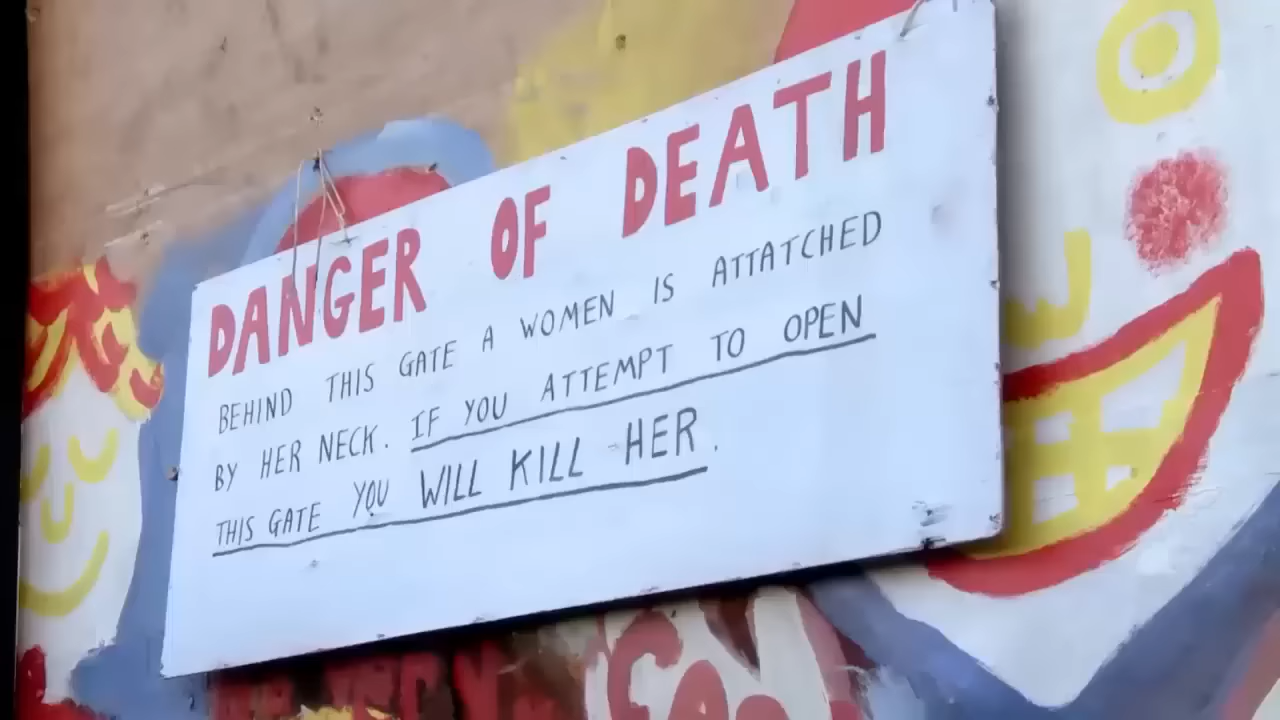 DANGER OF DEATH
BEHIND THIS GATE A WOMEN IS ATTATCHED
BY HER NECK. IF YOU ATTEMPT TO OPEN
THIS GATE YOU WILL KILL HER.